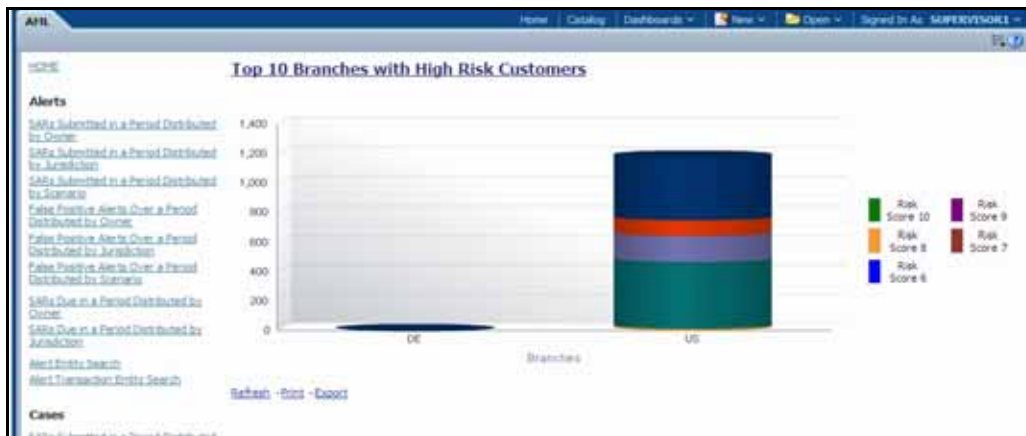 AML
Home Catalog Dashboards New Open Signed In As SUPERVISOR1
HOME
Top 10 Branches with High Risk Customers
Alerts
SARs Submitted in a Period Distributed
by Owner
SARs Submitted in a Period Distributed
by Jurisdiction
SARs Submitted in a Period Distributed
by Scenario
False Positive Alerts Over a Period
Distributed by Owner
False Positive Alerts Over a Period
Distributed by Jurisdiction
False Positive Alerts Over a Period
Distributed by Scenario
SARs Due in a Period Distributed by
Owner
SARs Due in a Period Distributed by
Jurisdiction
Alert Entity Search
Alert Transaction Entity Search
Cases
SARs Submitted in a Period Distributed
1,400
1,200
1,000
800
600
400
200
0
DE
US
Branches
Risk
Score 10
Risk
Score 9
Risk
Score 8
Risk
Score 7
Risk
Score 6
Refresh - Print - Export